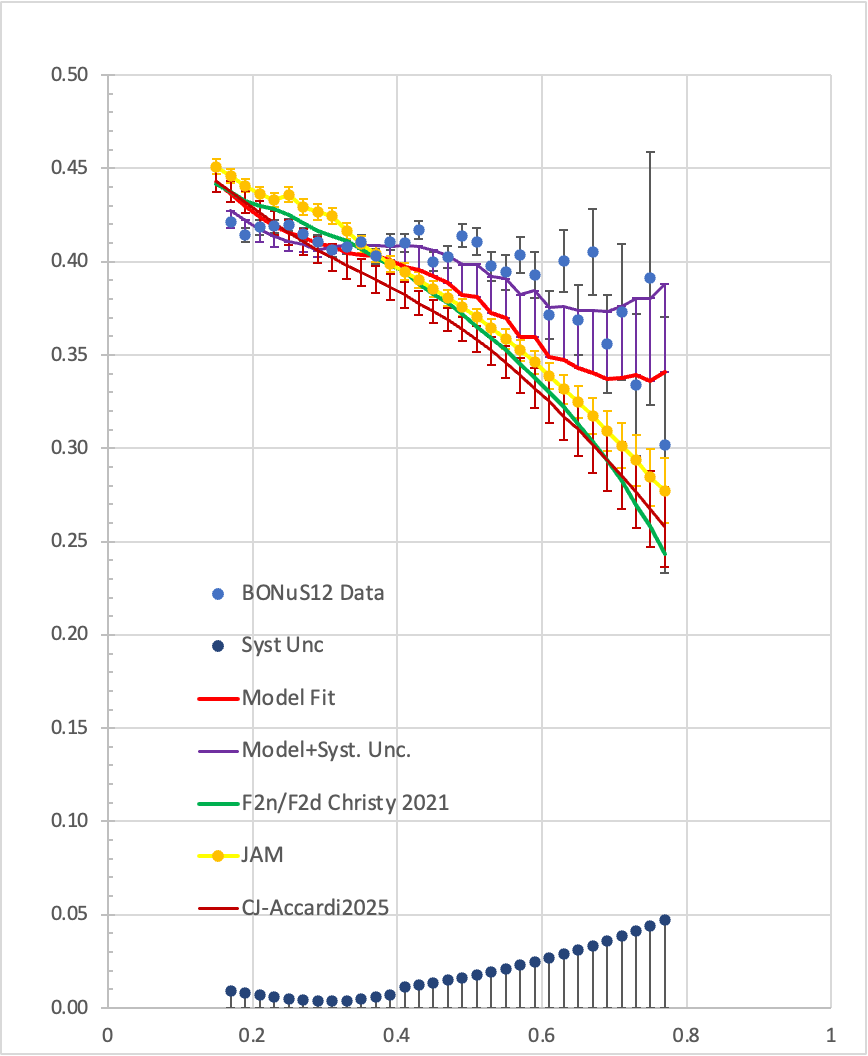 0.50
0.45
0.40
0.35
0.30
0.25
0.20
0.15
0.10
0.05
0.00
BONuS12 Data
Syst Unc
Model Fit
Model+Syst. Unc.
F2n/F2d Christy 2021
JAM
CJ-Accardi2025
0 0.2 0.4 0.6 0.8 1